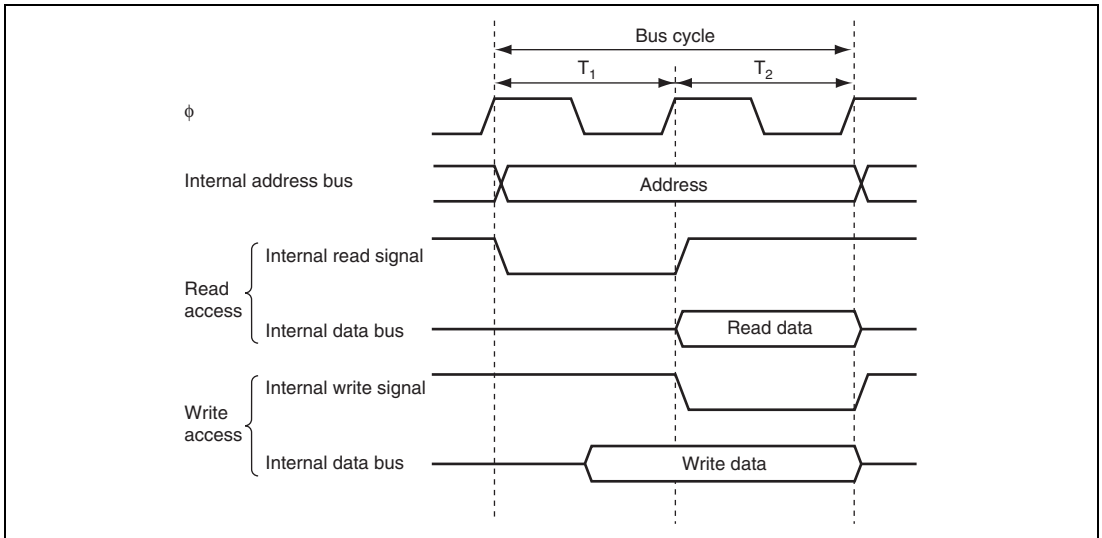 Bus cycle
T1
T2
ϕ
Internal address bus
Address
Read access
Internal read signal
Internal data bus
Read data
Write access
Internal write signal
Internal data bus
Write data